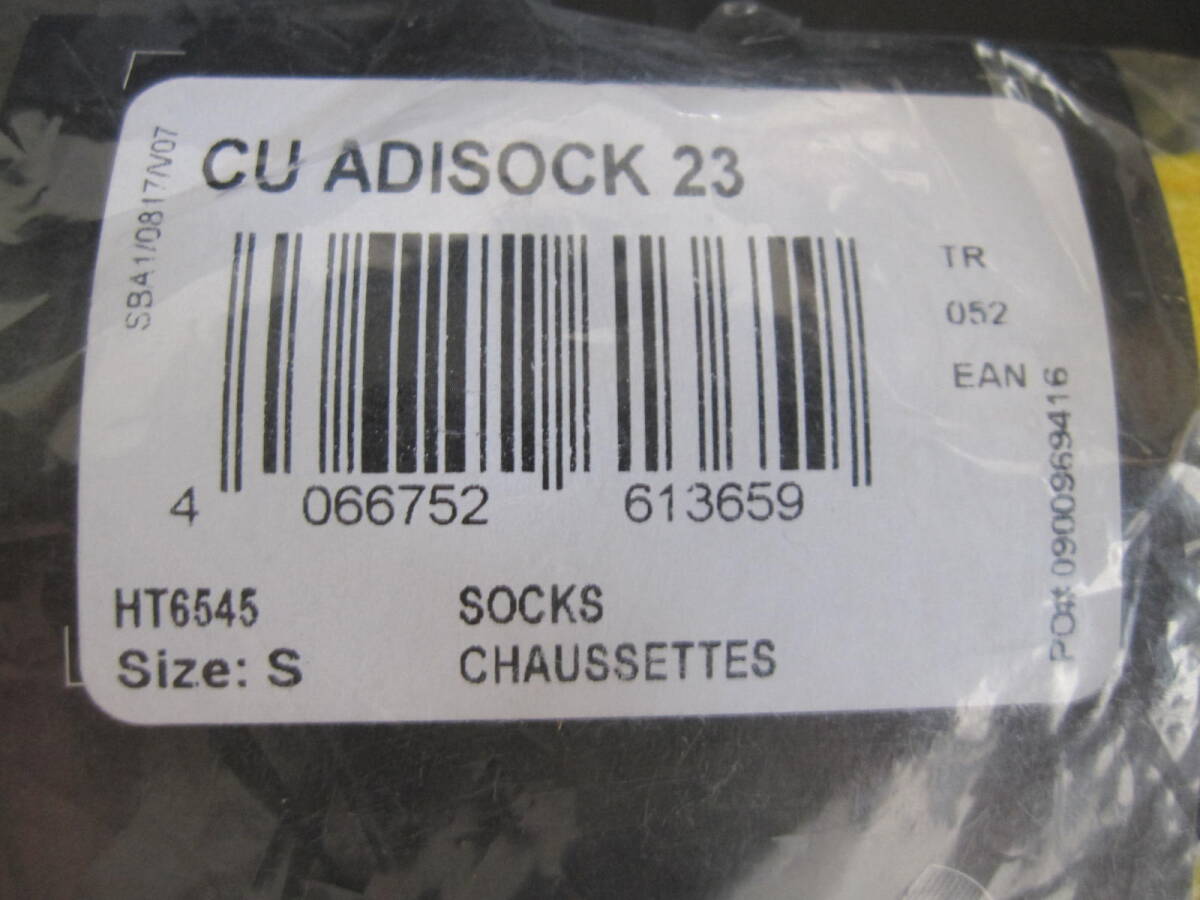 CU ADISOCK 23
SBA1/0817/V07
TR
052
EAN
4 066752 613659
PO# 0900969416
HT6545 SOCKS
Size: S CHAUSSETTES